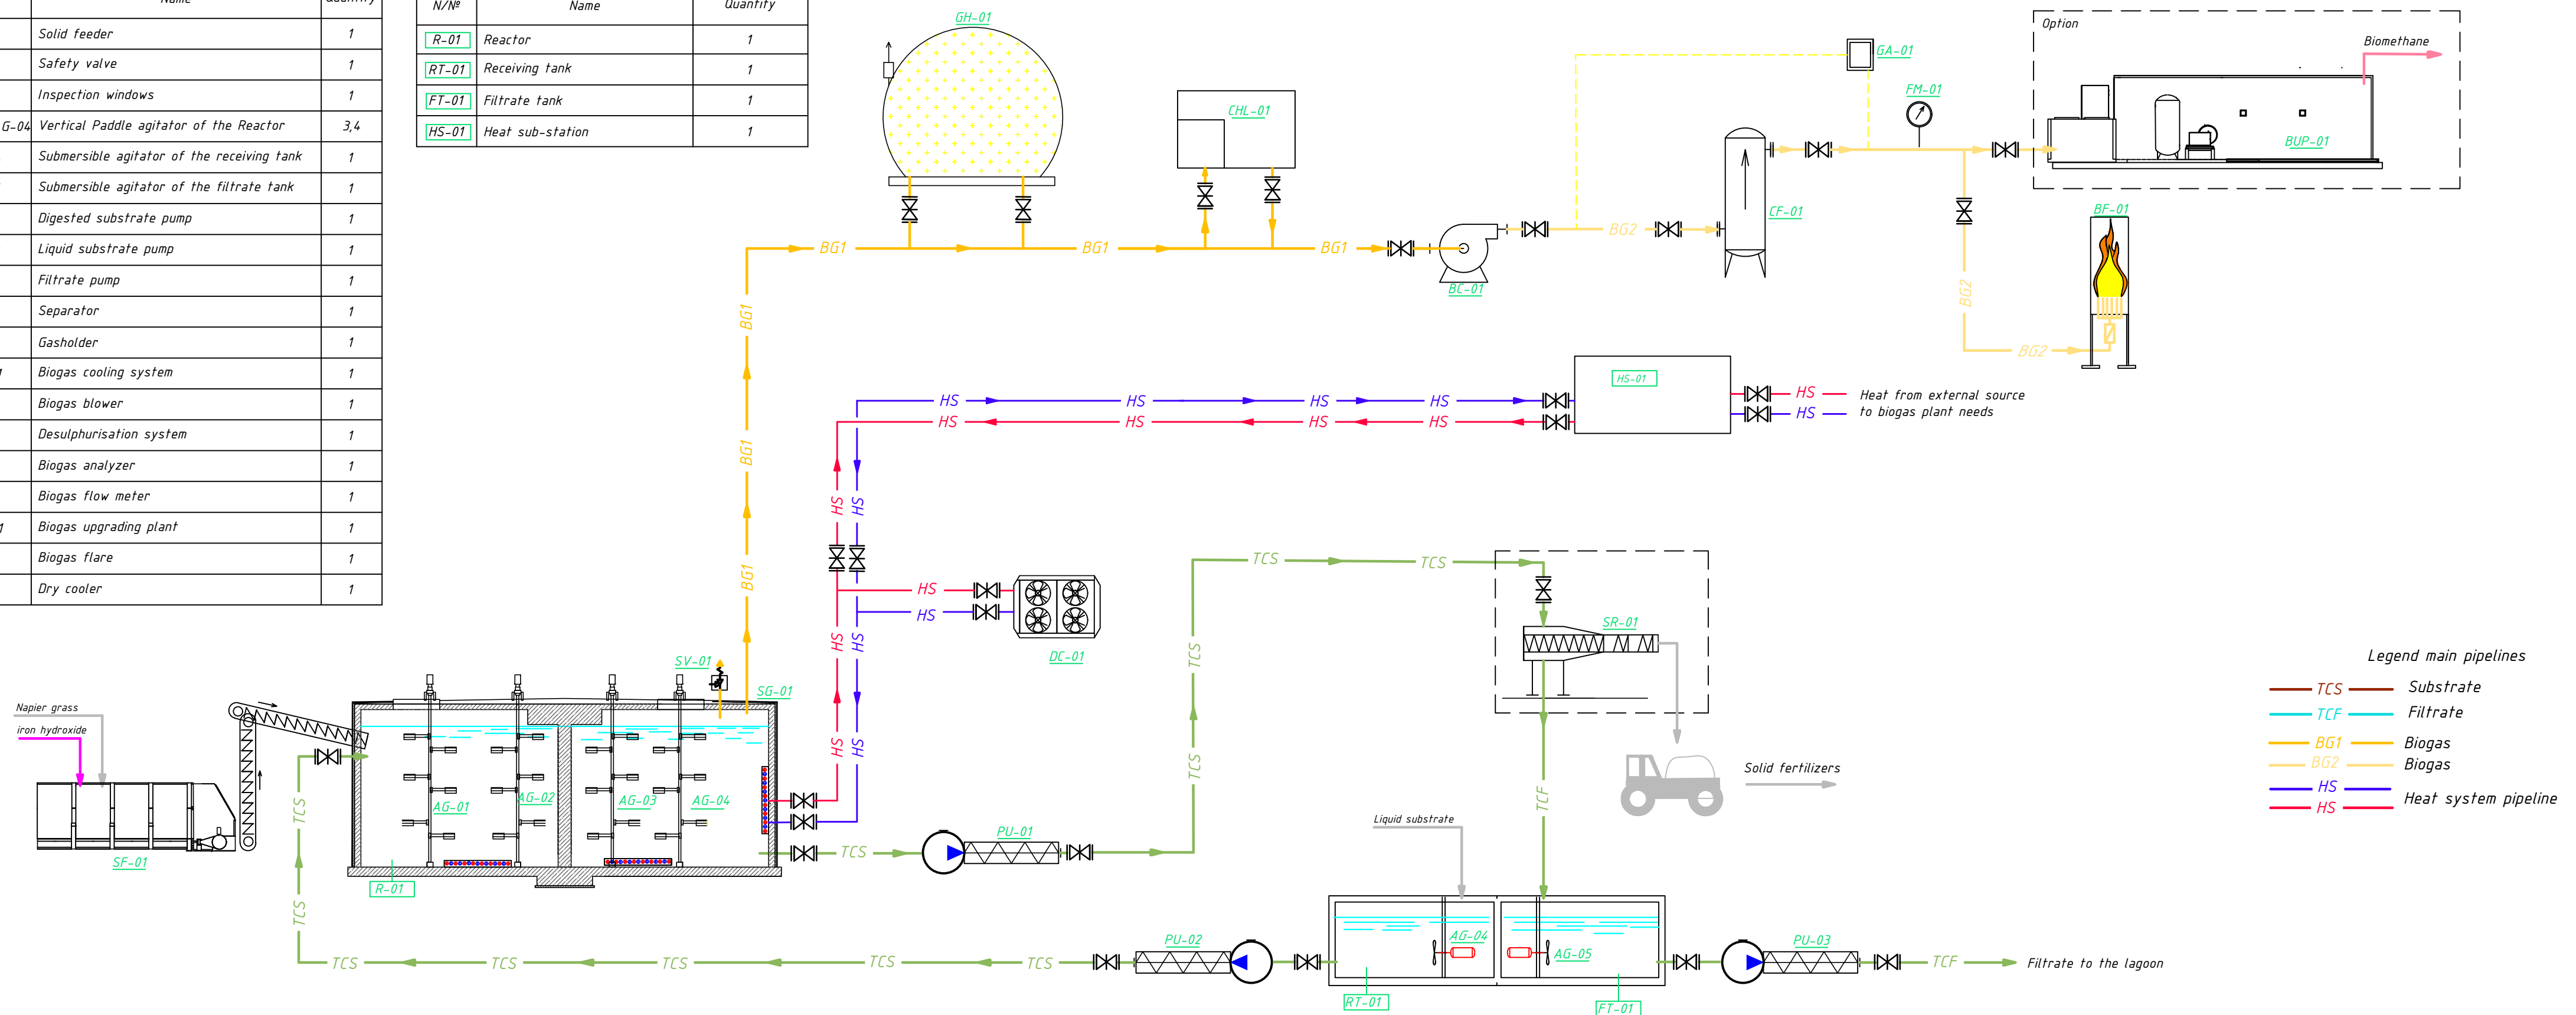 Name Quantity
Solid feeder 1
Safety valve 1
Inspection windows 1
G-04 Vertical Paddle agitator of the Reactor 3,4
Submersible agitator of the receiving tank 1
Submersible agitator of the filtrate tank 1
Digested substrate pump 1
Liquid substrate pump 1
Filtrate pump 1
Separator 1
Gasholder 1
Biogas cooling system 1
Biogas blower 1
Desulphurisation system 1
Biogas analyzer 1
Biogas flow meter 1
1 Biogas upgrading plant 1
Biogas flare 1
Dry cooler 1
N/№ Name Quantity
R-01 Reactor 1
RT-01 Receiving tank 1
FT-01 Filtrate tank 1
HS-01 Heat sub-station 1
GH-01
CHL-01
GA-01
FM-01
Option
Biomethane
BUP-01
CF-01
BF-01
BG1 BG1 BG1
BC-01
BG2
BG2
BG2
BG1
BG1
BG1
HS HS HS HS
HS HS HS HS
HS-01
HS
HS
Heat from external source
to biogas plant needs
HS HS
HS
HS
HS HS
DC-01
HS HS
TCS TCS
TCS
TCS
SR-01
SV-01
SG-01
Napier grass
iron hydroxide
SF-01
AG-01
AG-02
AG-03
AG-04
R-01
TCS
TCS
TCS
PU-01
TCF
Solid fertilizers
Liquid substrate
AG-04
AG-05
RT-01
FT-01
PU-02
PU-03
TCS TCS TCS TCS TCS
TCF
Filtrate to the lagoon
Legend main pipelines
TCS Substrate
TCF Filtrate
BG1 Biogas
BG2 Biogas
HS
HS
Heat system pipeline